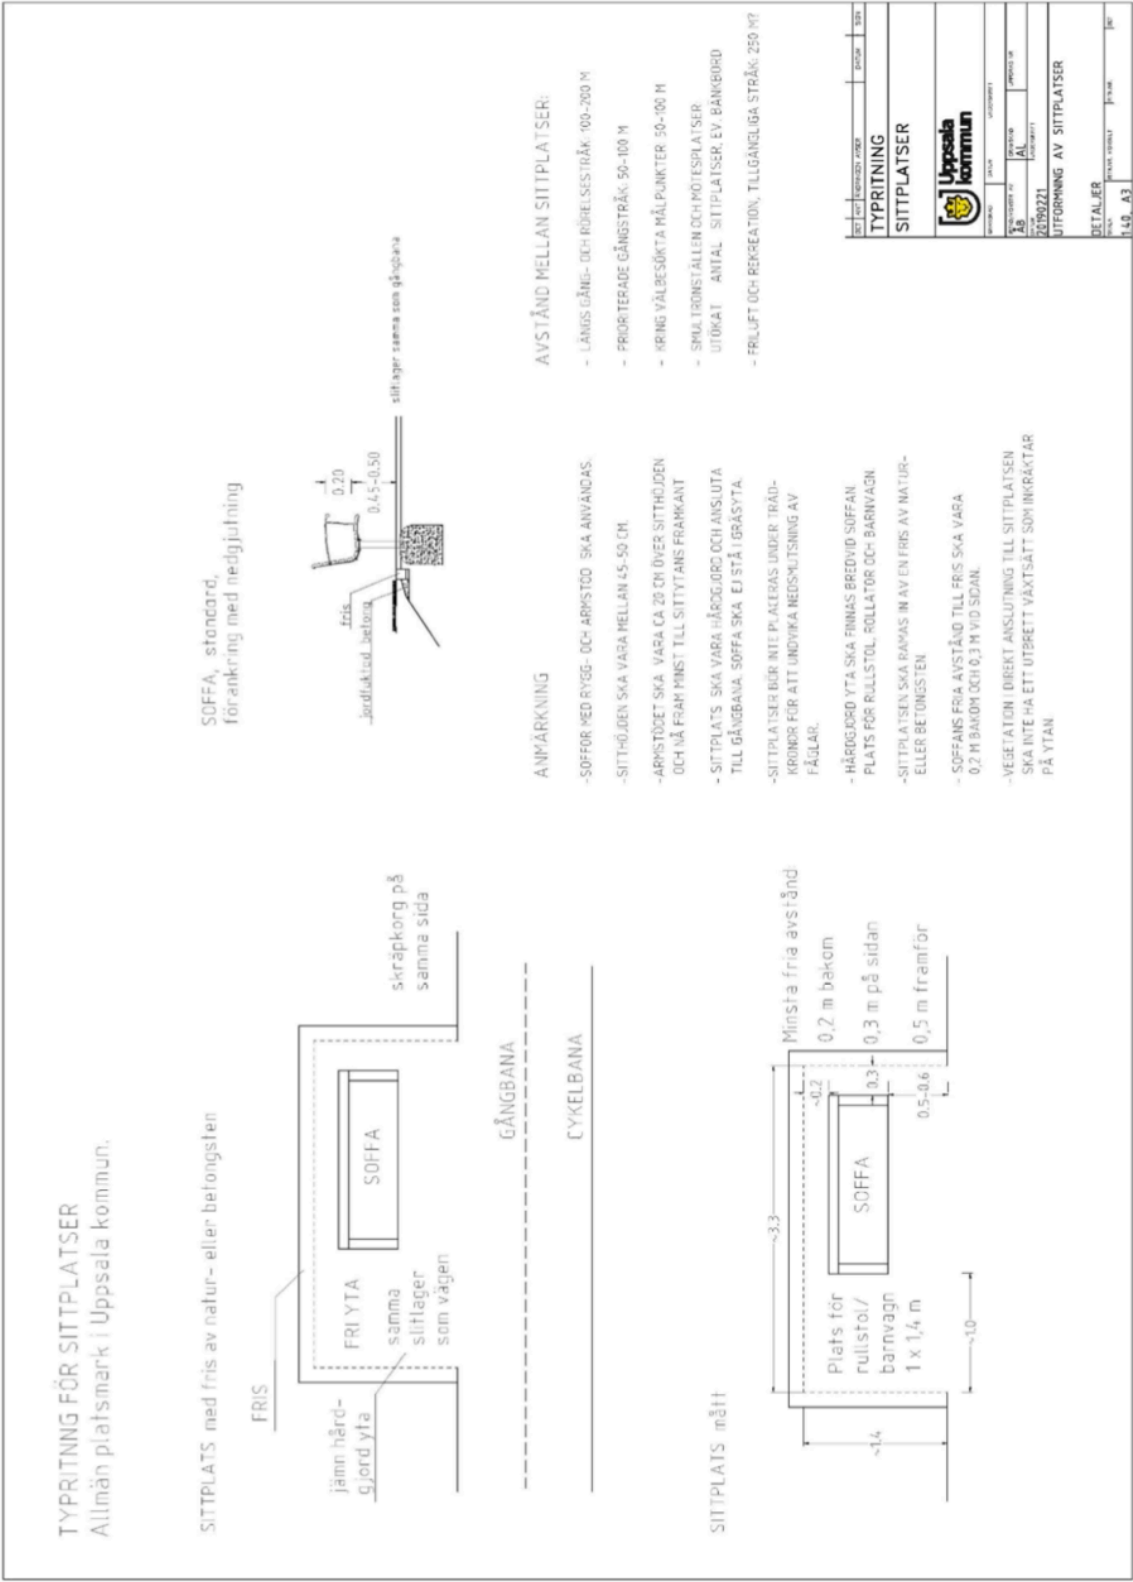 TYPRITNNG FÖR SITTPLATSER
Allmän platsmark i Uppsala kommun.
SITTPLATS med fris av natur- eller betongsten
FRIS
jämn hård-
gjord yta
FRI YTA
samma
slitlager
som vägen
SOFFA
skräpkorg på
samma sida
GÅNGBANA
CYKELBANA
SITTPLATS mått
~3.3
~1.4
~1.0
~0.2
0.3
0.5-0.6
Plats för
rullstol/
barnvagn
1 x 1,4 m
SOFFA
Minsta fria avstånd:
0,2 m bakom
0,3 m på sidan
0,5 m framför
SOFFA, standard,
förankring med nedgjutning
fris
jordfuktad betong
0.20
0.45-0.50
slitlager samma som gångbana
ANMÄRKNING
-SOFFOR MED RYGG- OCH ARMSTÖD SKA ANVÄNDAS.
-SITTHÖJDEN SKA VARA MELLAN 45-50 CM.
-ARMSTÖDET SKA VARA CA 20 CM ÖVER SITTHÖJDEN
OCH NÅ FRAM MINST TILL SITTYTANS FRAMKANT
- SITTPLATS SKA VARA HÅRDGJORD OCH ANSLUTA
TILL GÅNGBANA. SOFFA SKA EJ STÅ I GRÄSYTA.
-SITTPLATSER BÖR INTE PLACERAS UNDER TRÄD-
KRONOR FÖR ATT UNDVIKA NEDSMUTSNING AV
FÅGLAR.
- HÅRDGJORD YTA SKA FINNAS BREDVID SOFFAN.
PLATS FÖR RULLSTOL, ROLLATOR OCH BARNVAGN.
-SITTPLATSEN SKA RAMAS IN AV EN FRIS AV NATUR-
ELLER BETONGSTEN.
- SOFFANS FRIA AVSTÅND TILL FRIS SKA VARA
0,2 M BAKOM OCH 0,3 M VID SIDAN.
-VEGETATION I DIREKT ANSLUTNING TILL SITTPLATSEN
SKA INTE HA ETT UTBRETT VÄXTSÄTT SOM INKRÄKTAR
PÅ YTAN.
AVSTÅND MELLAN SITTPLATSER:
- LÄNGS GÅNG- OCH RÖRELSESTRÅK: 100-200 M
- PRIORITERADE GÅNGSTRÅK: 50-100 M
- KRING VÄLBESÖKTA MÅLPUNKTER: 50-100 M
- SMULTRONSTÄLLEN OCH MÖTESPLATSER
UTÖKAT ANTAL SITTPLATSER, EV. BÄNKBORD
- FRILUFT OCH REKREATION, TILLGÄNGLIGA STRÅK: 250 M?
DATUM
SIGN
TYPRITNING
SITTPLATSER
Uppsala
kommun
AB
AL
20190221
UTFORMNING AV SITTPLATSER
DETALJER
1:40, A3